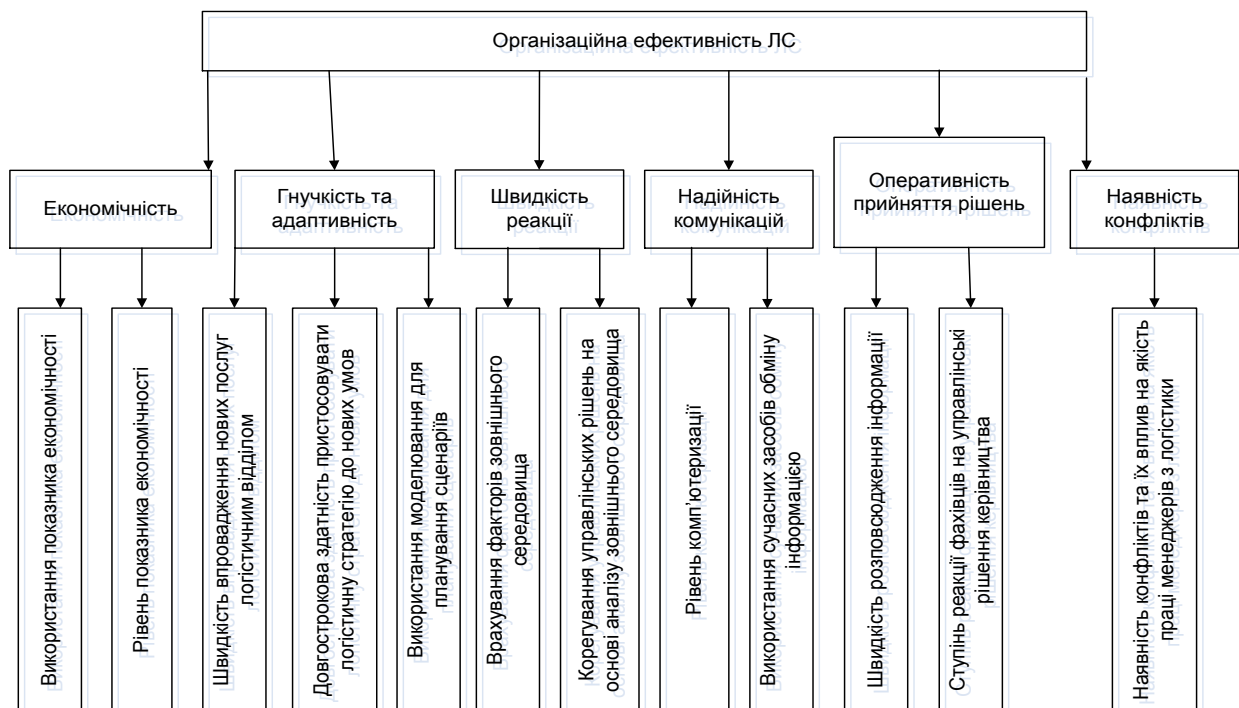 Організаційна ефективність ЛС
Економічність
Гнучкість та
адаптивність
Швидкість
реакції
Надійність
комунікацій
Оперативність
прийняття рішень
Наявність
конфліктів
Використання показника економічності
Рівень показника економічності
Швидкість впровадження нових послуг
логістичним відділом
Довгострокова здатність пристосовувати
логістичну стратегію до нових умов
Використання моделювання для
планування сценаріїв
Врахування факторів зовнішнього
середовища
Корегування управлінських рішень на
основі аналізу зовнішнього середовища
Рівень комп'ютеризації
Використання сучасних засобів обміну
інформацією
Швидкість розповсюдження інформації
Ступінь реакції фахівців на управлінські
рішення керівництва
Наявність конфліктів та їх вплив на якість
праці менеджерів з логістики